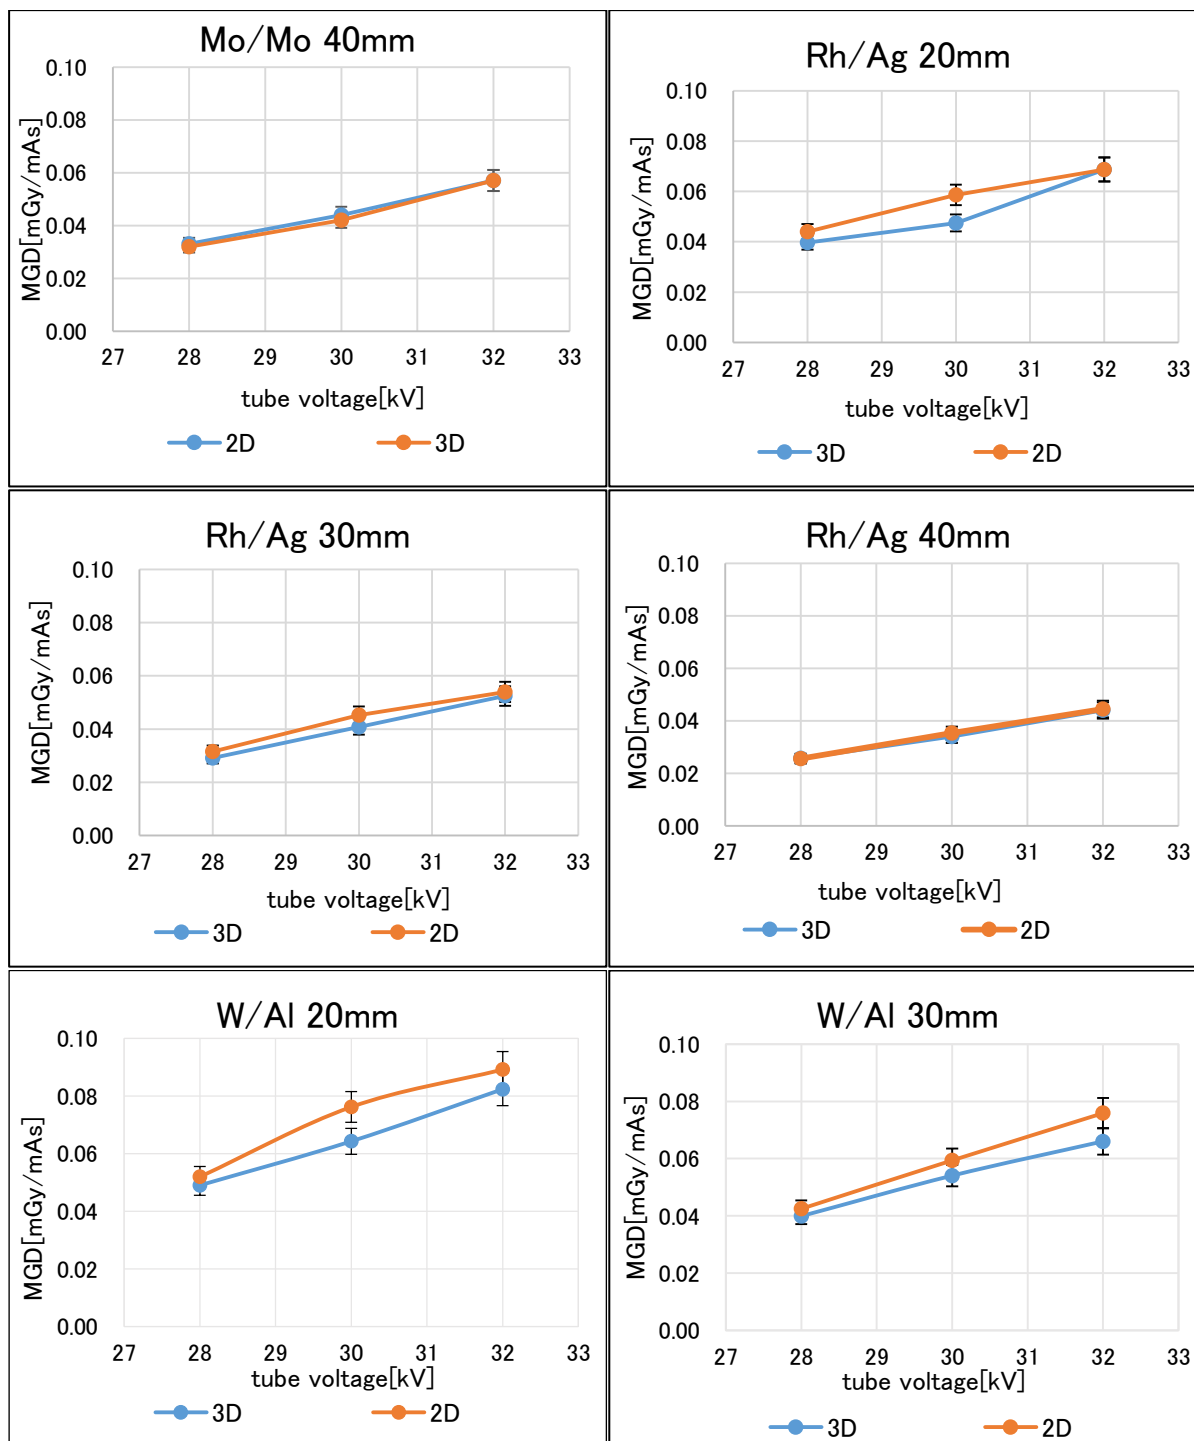 Mo/Mo 40mm
MGD[mGy/mAs]
0.10
0.08
0.06
0.04
0.02
0.00
27 28 29 30 31 32 33
tube voltage[kV]
2D 3D
Rh/Ag 20mm
MGD[mGy/mAs]
0.10
0.08
0.06
0.04
0.02
0.00
27 28 29 30 31 32 33
tube voltage[kV]
3D 2D
Rh/Ag 30mm
MGD[mGy/mAs]
0.10
0.08
0.06
0.04
0.02
0.00
27 28 29 30 31 32 33
tube voltage[kV]
3D 2D
Rh/Ag 40mm
MGD[mGy/mAs]
0.10
0.08
0.06
0.04
0.02
0.00
27 28 29 30 31 32 33
tube voltage[kV]
3D 2D
W/Al 20mm
MGD[mGy/mAs]
0.10
0.08
0.06
0.04
0.02
0.00
27 28 29 30 31 32 33
tube voltage[kV]
3D 2D
W/Al 30mm
MGD[mGy/mAs]
0.10
0.08
0.06
0.04
0.02
0.00
27 28 29 30 31 32 33
tube voltage[kV]
3D 2D